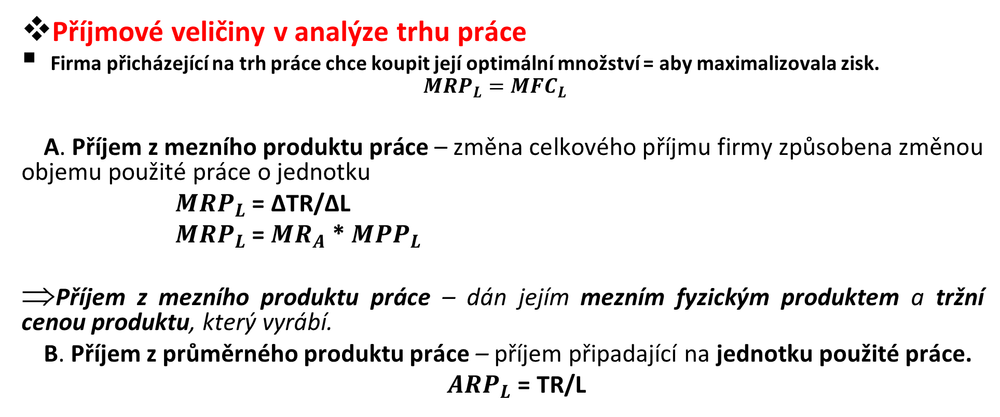 ❖Příjmové veličiny v analýze trhu práce
▪ Firma přicházející na trh práce chce koupit její optimální množství = aby maximalizovala zisk.
MRP_L = MFC_L
A. Příjem z mezního produktu práce – změna celkového příjmu firmy způsobena změnou
objemu použité práce o jednotku
MRP_L = ΔTR/ΔL
MRP_L = MR_A * MPP_L
⇒Příjem z mezního produktu práce – dán jejím mezním fyzickým produktem a tržní
cenou produktu, který vyrábí.
B. Příjem z průměrného produktu práce – příjem připadající na jednotku použité práce.
ARP_L = TR/L